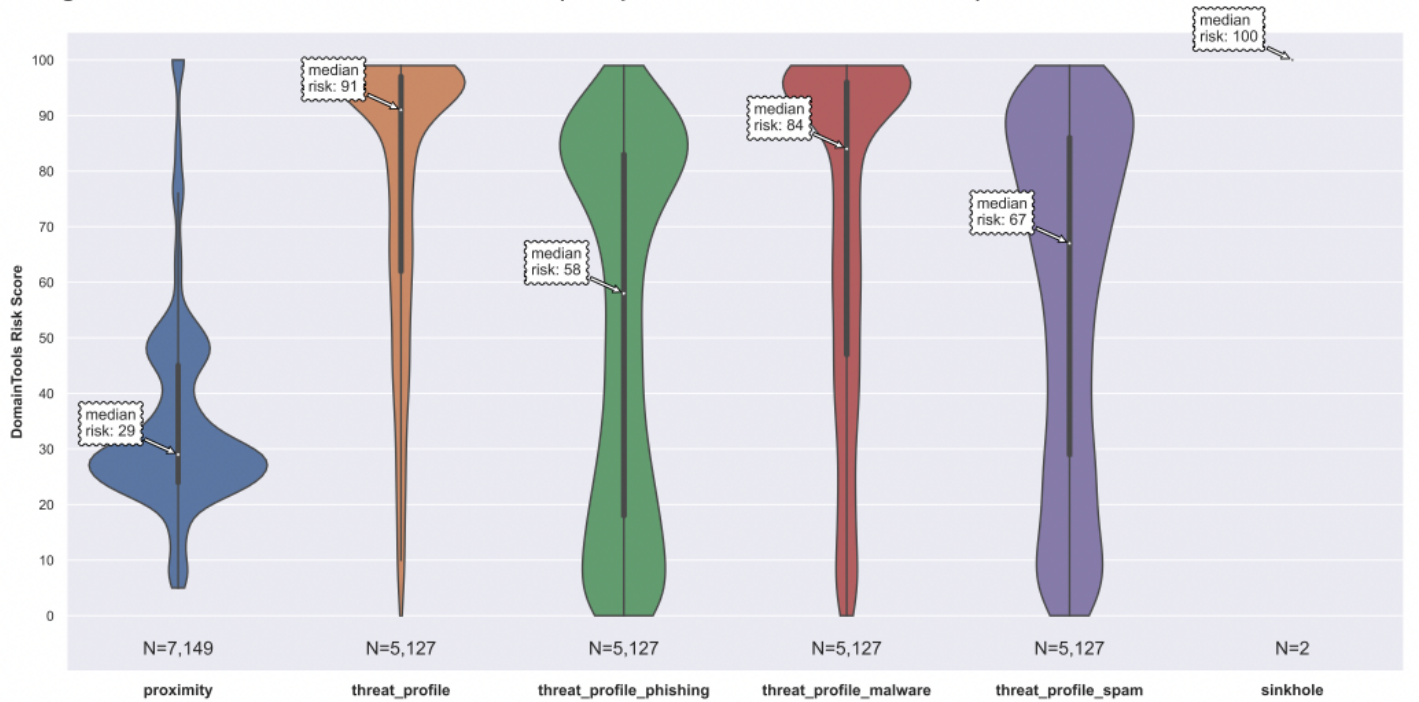 median
risk: 100
100
median
risk: 91
90
median
risk: 84
80
70
median
risk: 67
60
median
risk: 58
50
40
median
risk: 29
30
20
10
0
DomainTools Risk Score
N=7,149
N=5,127
N=5,127
N=5,127
N=5,127
N=2
proximity
threat_profile
threat_profile_phishing
threat_profile_malware
threat_profile_spam
sinkhole